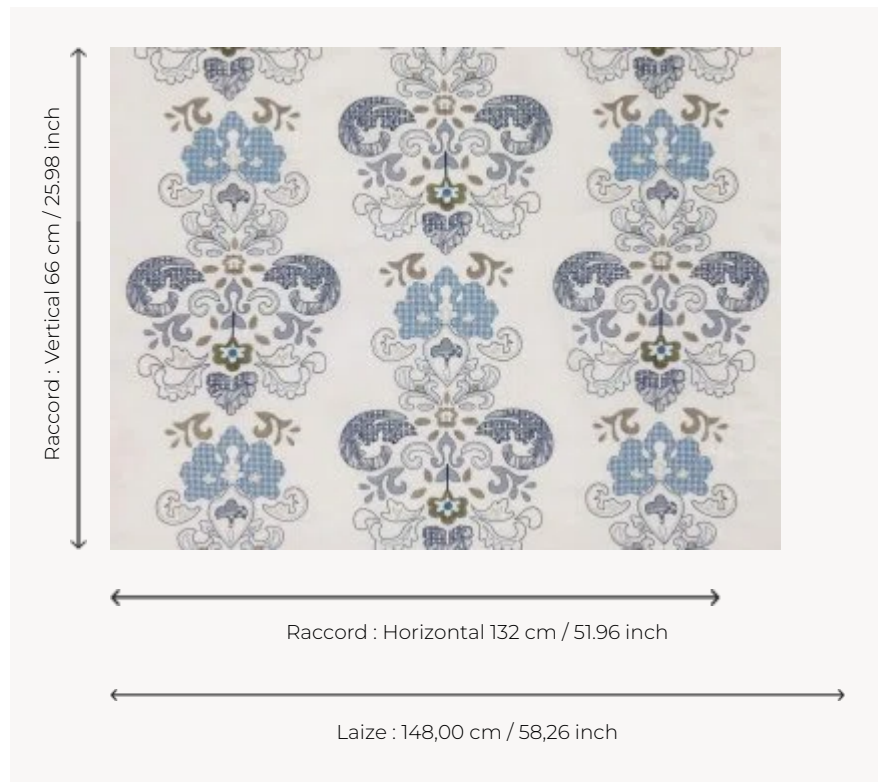 Raccord : Vertical 66 cm / 25.98 inch
Raccord : Horizontal 132 cm / 51.96 inch
Laize : 148,00 cm / 58,26 inch